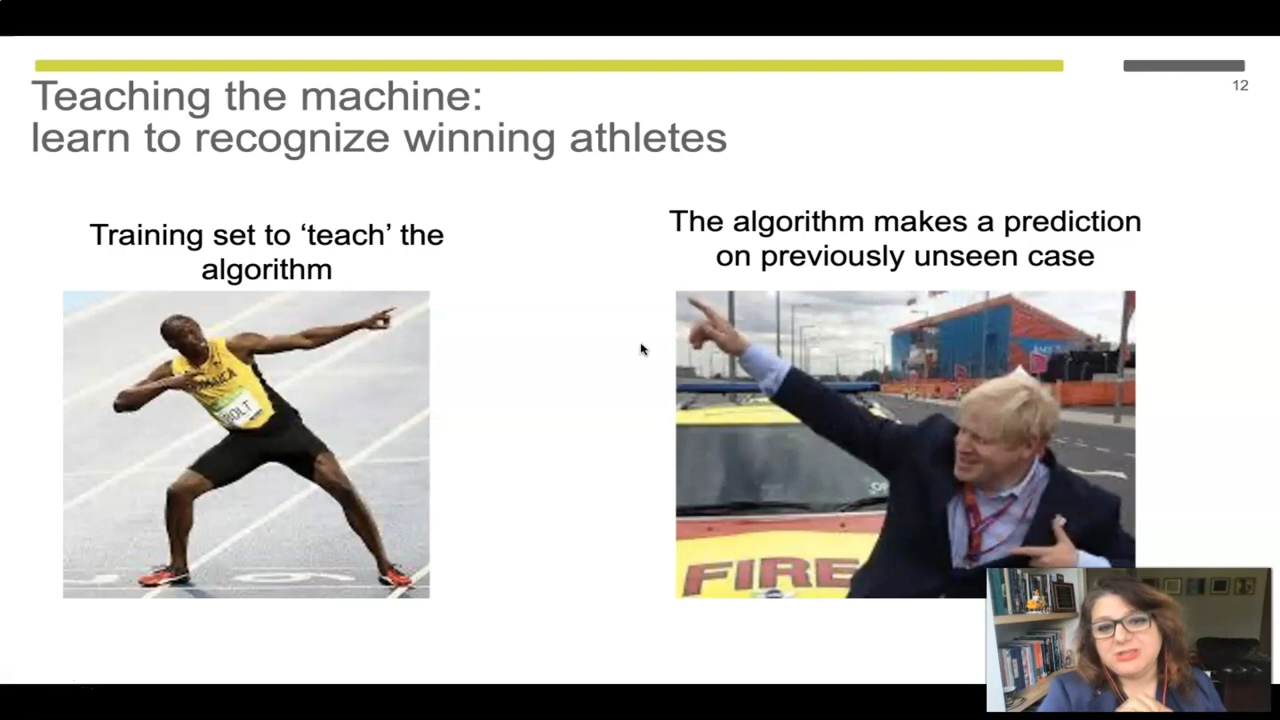 12
Teaching the machine:
learn to recognize winning athletes
Training set to ‘teach’ the
algorithm
The algorithm makes a prediction
on previously unseen case
JAMAICA
BOLT
FIRE